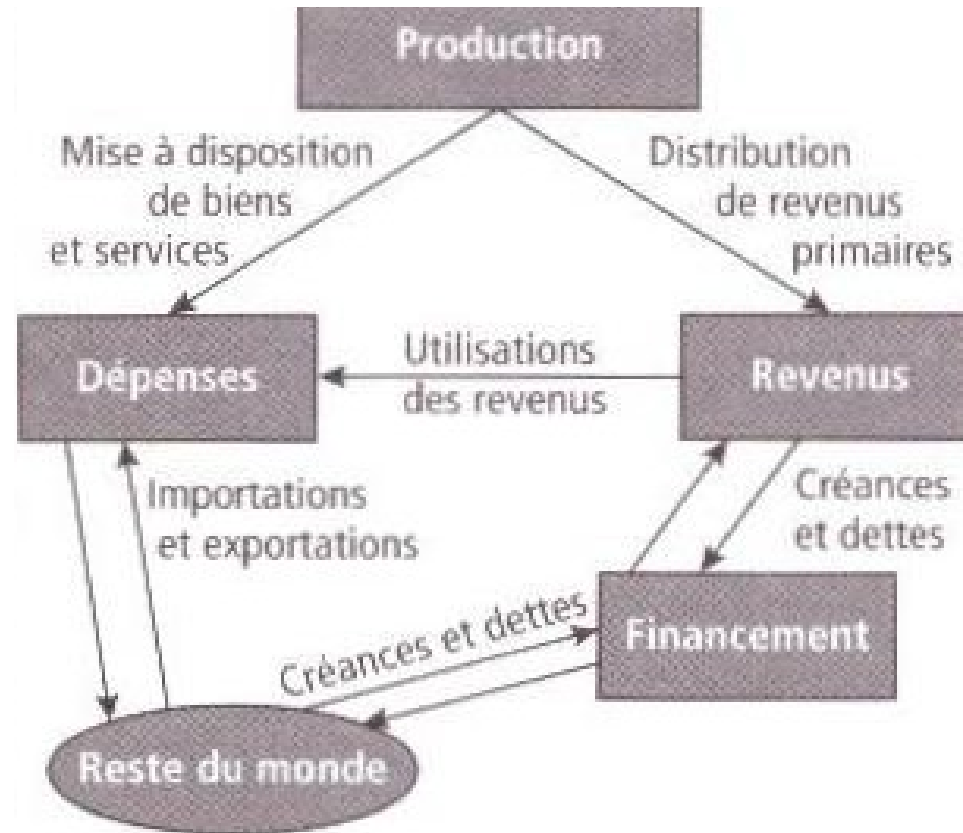 Production
Mise à disposition
de biens
et services
Distribution
de revenus
primaires
Dépenses
Utilisations
des revenus
Revenus
Importations
et exportations
Créances
et dettes
Créances et dettes
Financement
Reste du monde